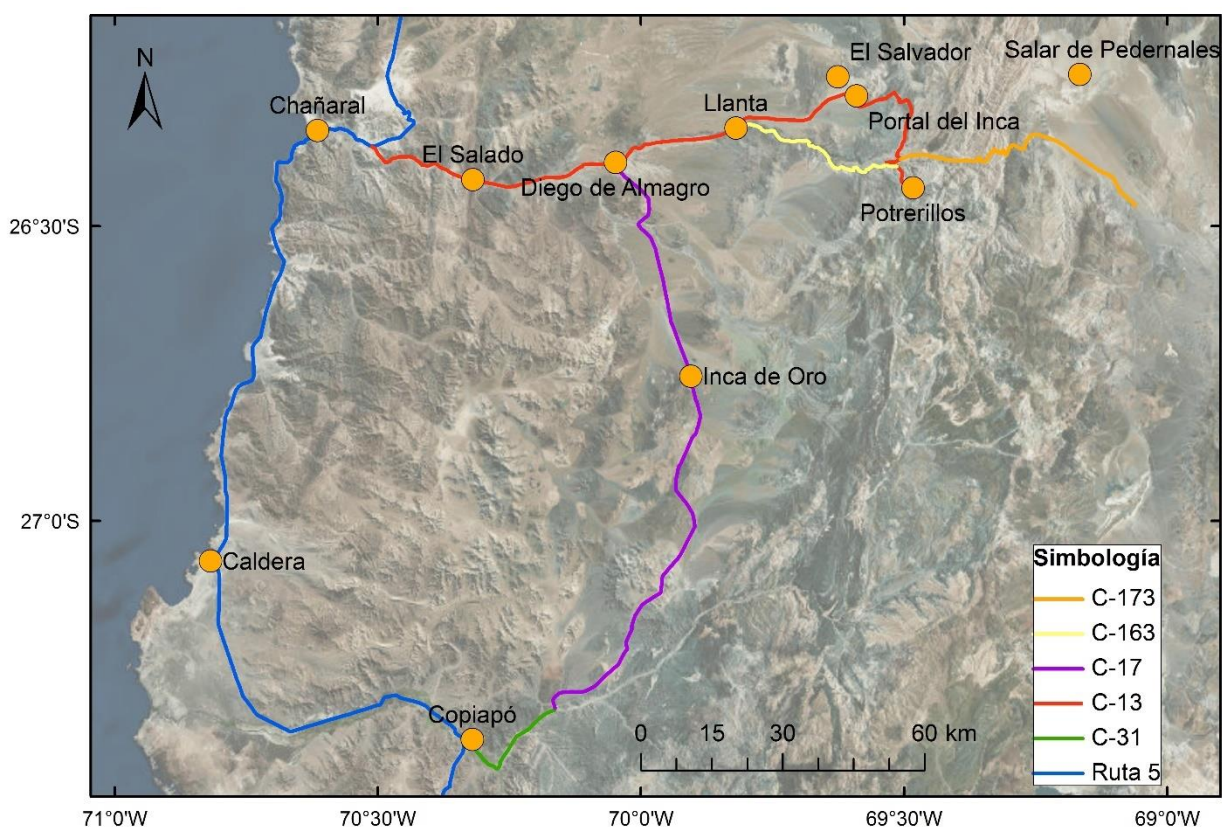 N
El Salvador
Salar de Pedernales
Chañaral
Llanta
Portal del Inca
El Salado
Diego de Almagro
Potrerillos
26°30'S
Inca de Oro
27°0'S
Caldera
Simbología
C-173
C-163
C-17
C-13
C-31
Ruta 5
Copiapó
0 15 30 60 km
71°0'W 70°30'W 70°0'W 69°30'W 69°0'W